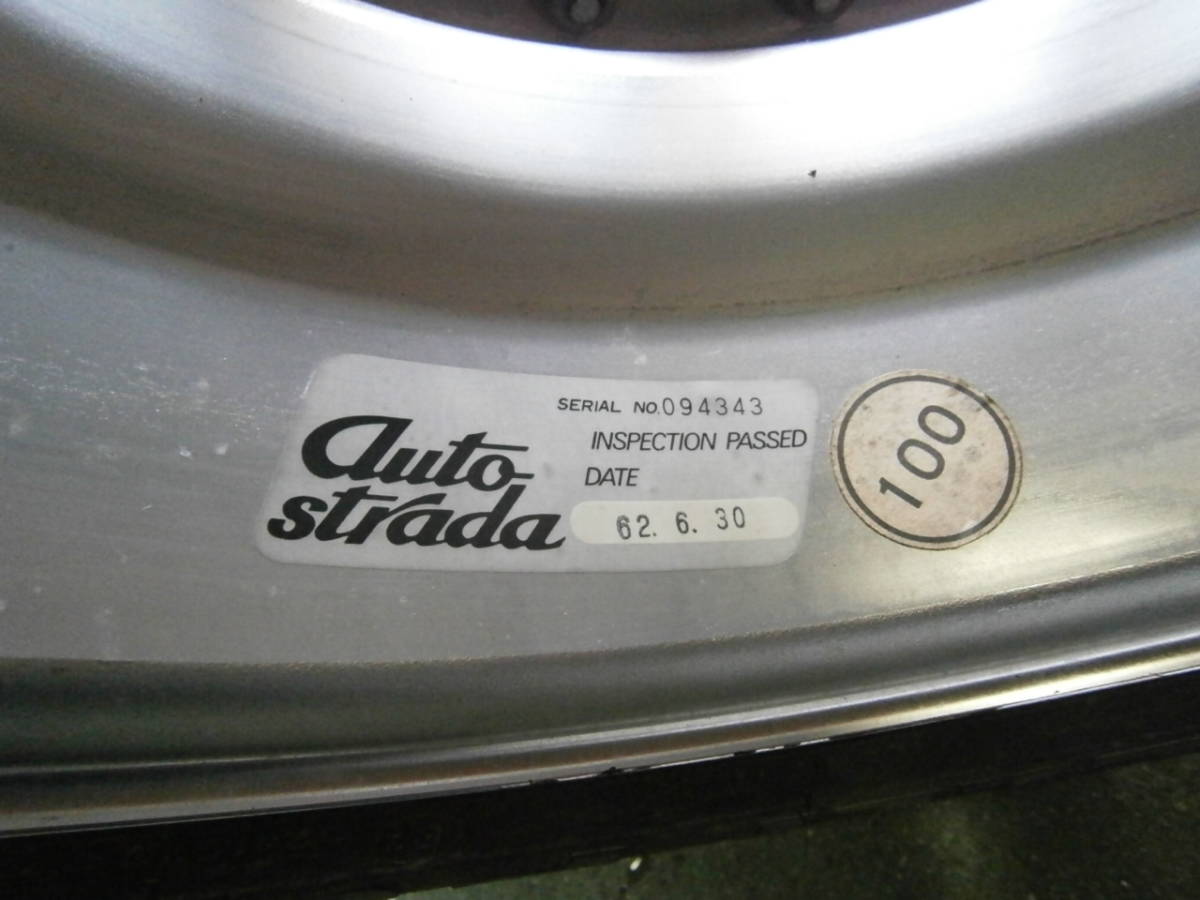 auto
strada
SERIAL NO.094343
INSPECTION PASSED
DATE
62. 6. 30
100